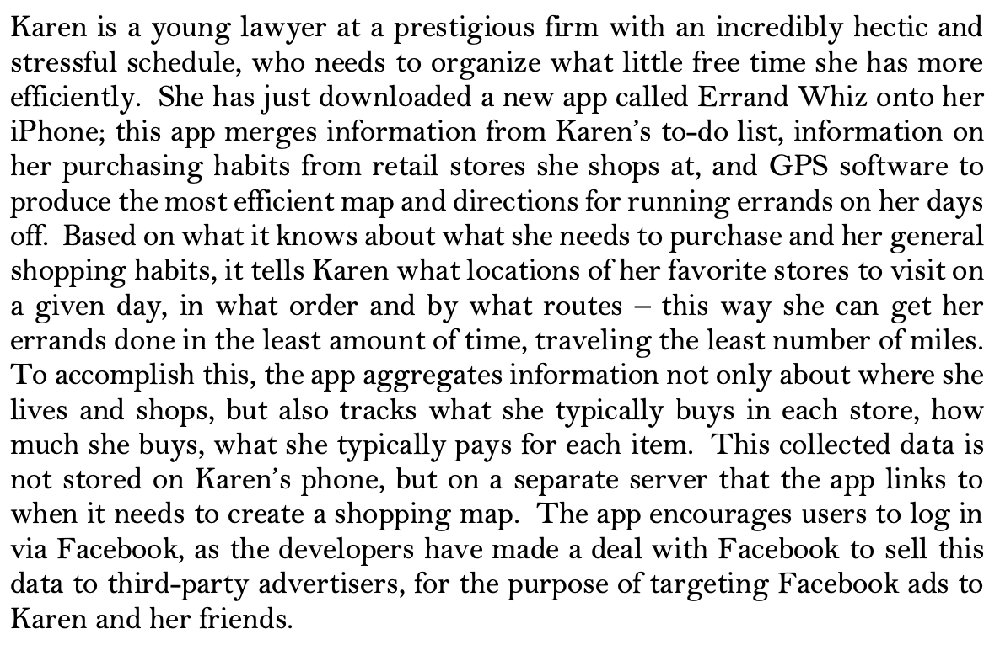 Karen is a young lawyer at a prestigious firm with an incredibly hectic and
stressful schedule, who needs to organize what little free time she has more
efficiently.  She has just downloaded a new app called Errand Whiz onto her
iPhone; this app merges information from Karen’s to-do list, information on
her purchasing habits from retail stores she shops at, and GPS software to
produce the most efficient map and directions for running errands on her days
off.  Based on what it knows about what she needs to purchase and her general
shopping habits, it tells Karen what locations of her favorite stores to visit on
a given day, in what order and by what routes – this way she can get her
errands done in the least amount of time, traveling the least number of miles.
To accomplish this, the app aggregates information not only about where she
lives and shops, but also tracks what she typically buys in each store, how
much she buys, what she typically pays for each item.  This collected data is
not stored on Karen’s phone, but on a separate server that the app links to
when it needs to create a shopping map.  The app encourages users to log in
via Facebook, as the developers have made a deal with Facebook to sell this
data to third-party advertisers, for the purpose of targeting Facebook ads to
Karen and her friends.